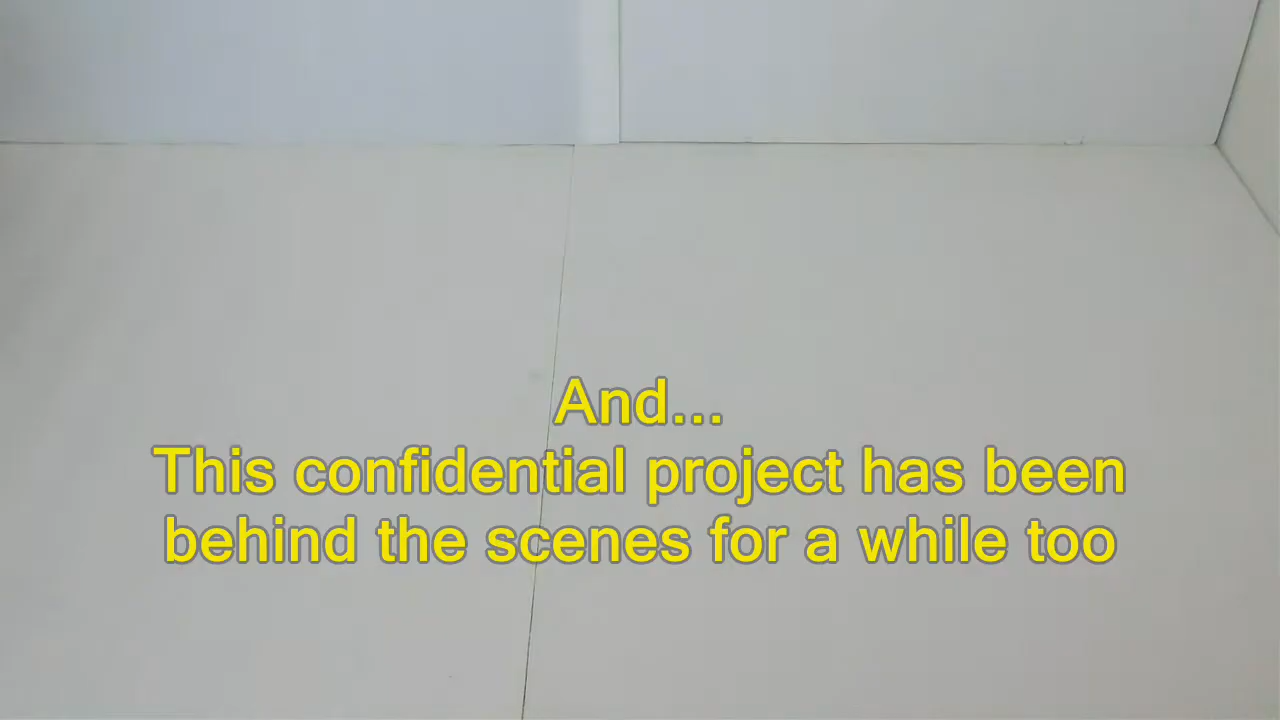 And...
This confidential project has been
behind the scenes for a while too